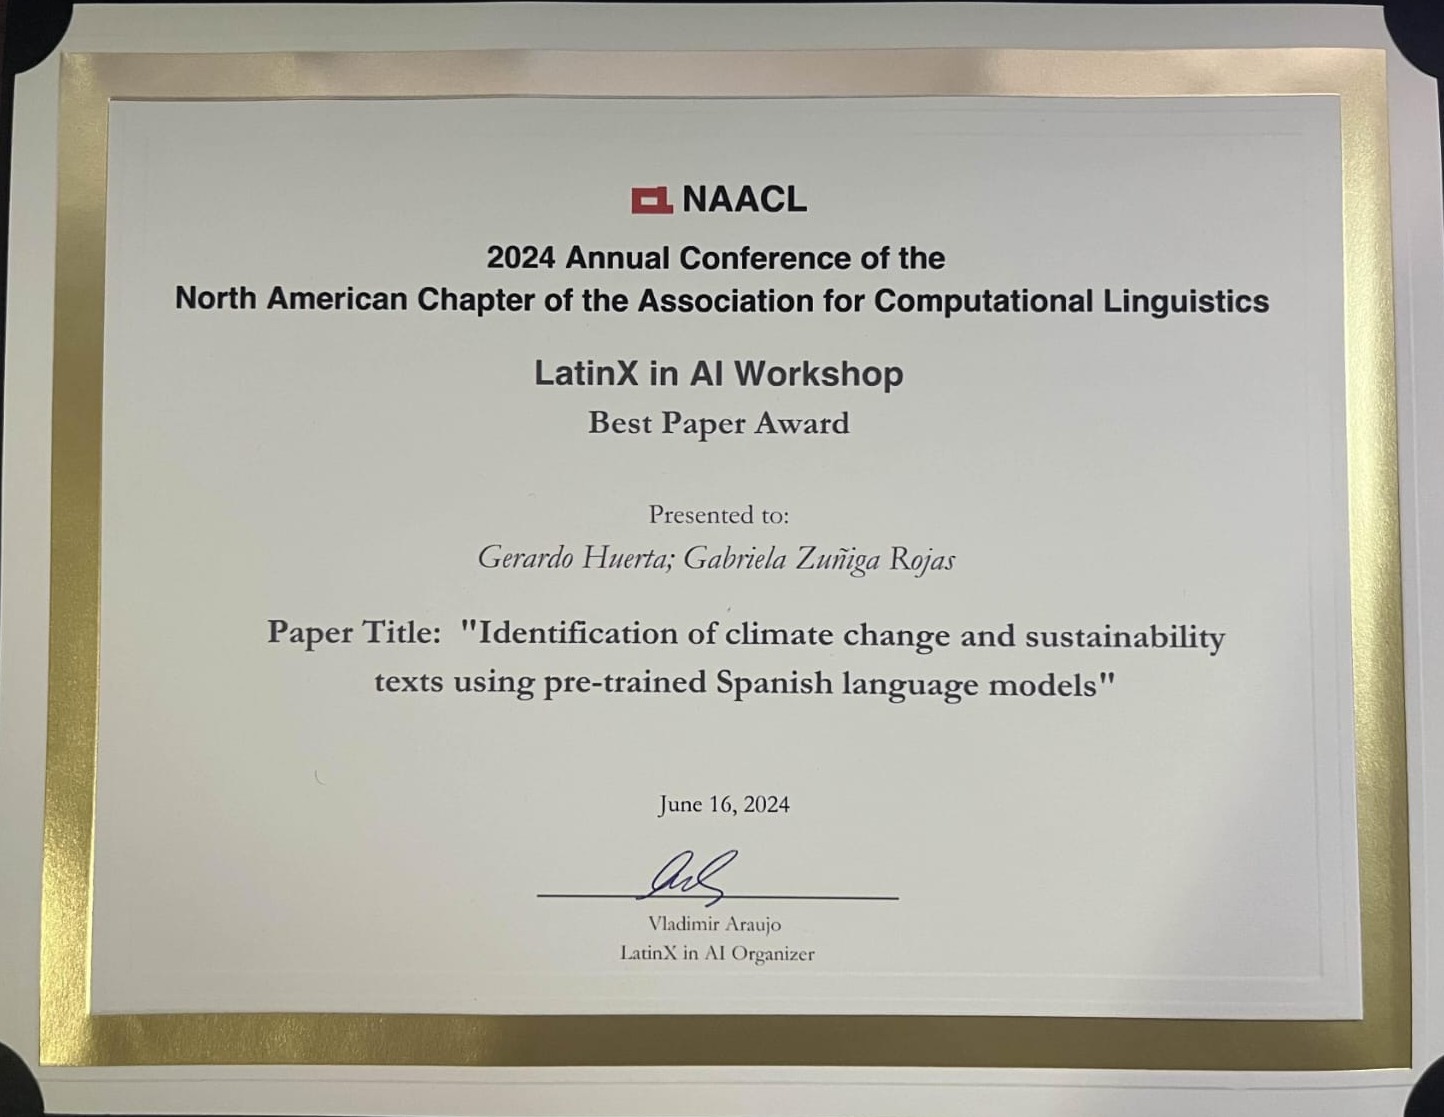 NAACL
2024 Annual Conference of the
North American Chapter of the Association for Computational Linguistics
LatinX in AI Workshop
Best Paper Award
Presented to:
Gerardo Huerta; Gabriela Zuñiga Rojas
Paper Title: "Identification of climate change and sustainability
texts using pre-trained Spanish language models"
June 16, 2024
Vladimir Araujo
LatinX in AI Organizer